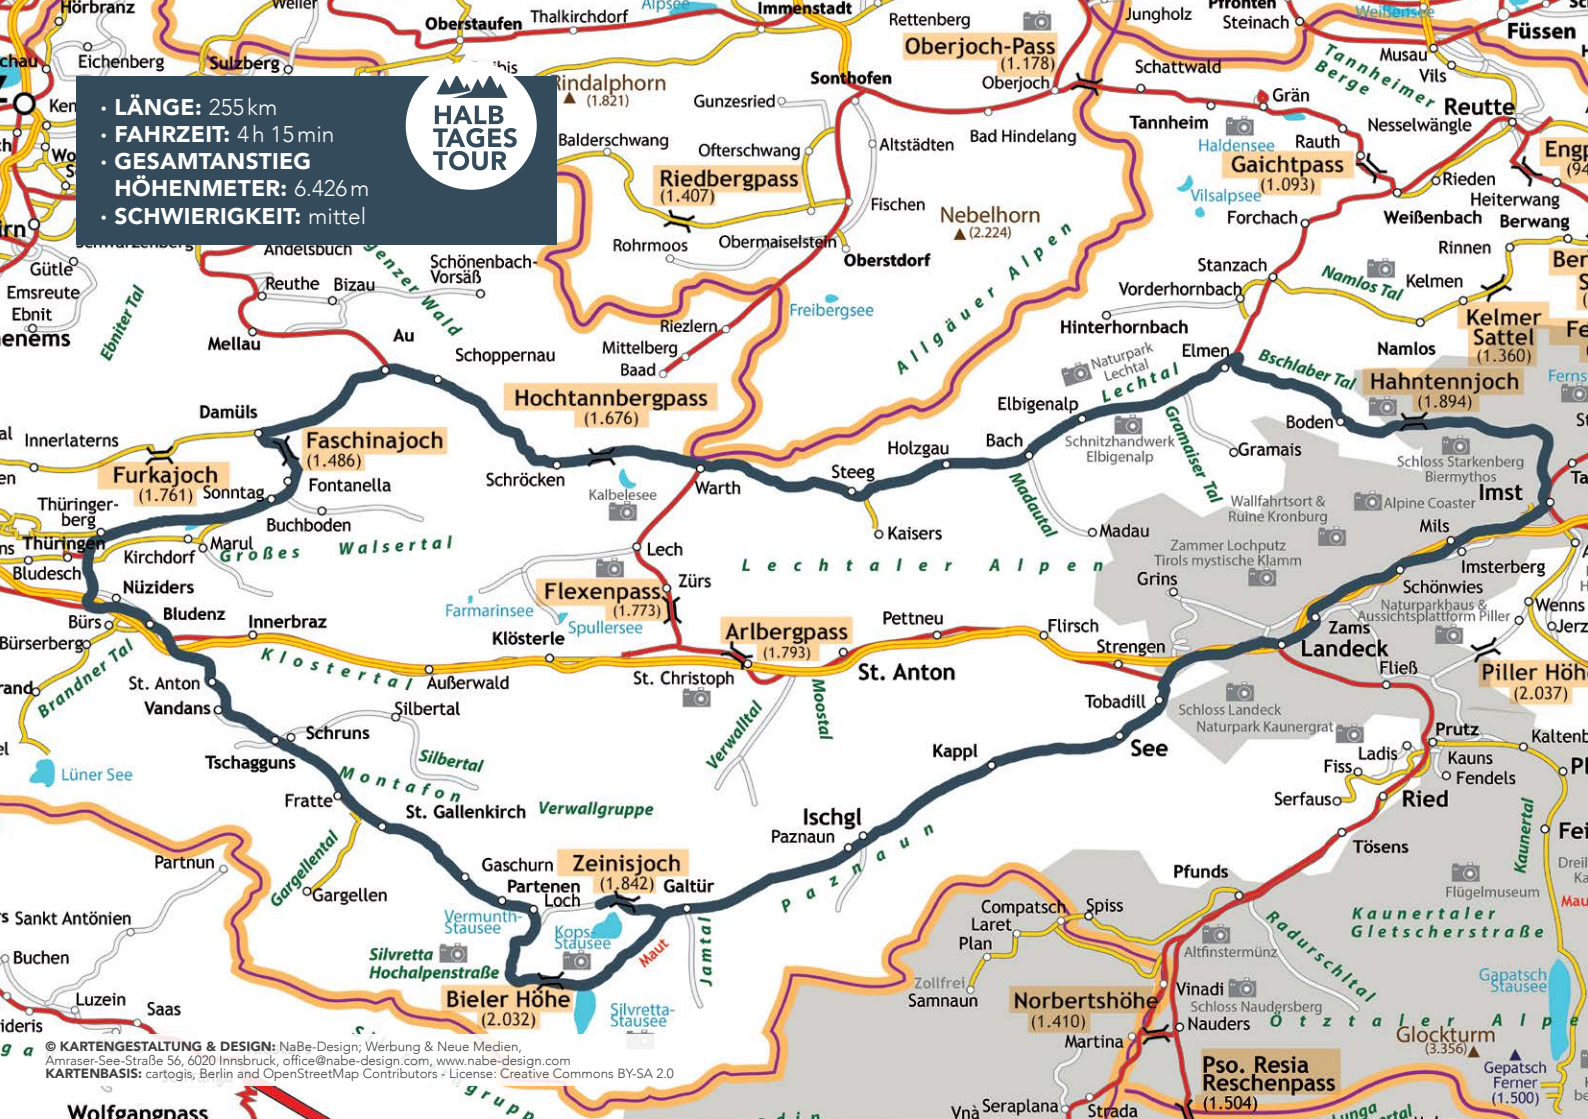 · LÄNGE: 255 km
· FAHRZEIT: 4 h 15 min
· GESAMTANSTIEG
HÖHENMETER: 6.426 m
· SCHWIERIGKEIT: mittel
HALB
TAGES
TOUR
Hörbranz
Weiler
Oberstaufen
Thalkirchdorf
Alpsee
Immenstadt
Rettenberg
Jungholz
Pfronten
Steinach
Weißensee
Füssen
Eichenberg
Sulzberg
Rindalphorn
(1.821)
Gunzesried
Sonthofen
Oberjoch-Pass
(1.178)
Oberjoch
Schattwald
Tannheimer
Berge
Musau
Vils
Reutte
Grän
Nesselwängle
Tannheim
Haldensee
Rauth
Balderschwang
Ofterschwang
Altstädten
Bad Hindelang
Gaichtpass
(1.093)
Riedbergpass
(1.407)
Fischen
Nebelhorn
(2.224)
Vilsalpsee
Forchach
Rieden
Heiterwang
Weißenbach
Berwang
Rinnen
Rohrmoos
Obermaiselstein
Oberstdorf
Andelsbuch
Schönenbach-
Vorsäß
Reuthe
Bizau
Gütle
Emsreute
Ebnit
Ebniter Tal
Mellau
Au
Schoppernau
Riezlern
Mittelberg
Baad
Freibergsee
Allgäuer Alpen
Stanzach
Vorderhornbach
Hinterhornbach
Namlos Tal
Kelmen
Kelmer
Sattel
(1.360)
Namlos
Elmen
Naturpark
Lechtal
Lechtal
Bschlaber Tal
Hahntennjoch
(1.894)
Boden
Elbigenalp
Schnitzhandwerk
Elbigenalp
Gramaiser Tal
Gramais
Schloss Starkenberg
Biermythos
Imst
Hochtannbergpass
(1.676)
Damüls
Innerlaterns
Faschinajoch
(1.486)
Furkajoch
(1.761)
Sonntag
Fontanella
Buchboden
Schröcken
Kalbelesee
Warth
Steeg
Holzgau
Bach
Madautal
Madau
Kaisers
Wallfahrtsort &
Ruine Kronburg
Alpine Coaster
Mils
Imsterberg
Zammer Lochputz
Tirols mystische Klamm
Grins
Schönwies
Naturparkhaus &
Aussichtsplattform Piller
Wenns
Zams
Landeck
Thüringer-
berg
Thüringen
Bludesch
Kirchdorf
Marul
Großes Walsertal
Lechtaler Alpen
Lech
Zürs
Flexenpass
(1.773)
Nüziders
Bludenz
Bürs
Bürserberg
Innerbraz
Farmarinsee
Spullersee
Klösterle
Klostertal
Außerwald
Arlbergpass
(1.793)
St. Christoph
Pettneu
St. Anton
Flirsch
Strengen
Fließ
Piller Höhe
(2.037)
Brandner Tal
St. Anton
Vandans
Silbertal
Silbertal
Schruns
Tschagguns
Montafon
Verwalltal
Moostal
Tobadill
See
Kappl
Schloss Landeck
Naturpark Kaunergrat
Prutz
Ladis
Kauns
Fendels
Fiss
Serfaus
Ried
Lüner See
Fratte
St. Gallenkirch
Verwallgruppe
Ischgl
Paznaun
Paznaun
Tösens
Kaunertal
Gargellental
Gargellen
Partnun
Gaschurn
Partenen
Loch
Zeinisjoch
(1.842)
Galtür
Pfunds
Flügelmuseum
Sankt Antönien
Vermunth-
Stausee
Kops-
Stausee
Maut
Jamtal
Compatsch
Spiss
Laret
Plan
Kaunertaler
Gletscherstraße
Altfinstermünz
Radurschltal
Buchen
Silvretta
Hochalpenstraße
Bieler Höhe
(2.032)
Silvretta-
Stausee
Zollfrei
Samnaun
Norbertshöhe
(1.410)
Vinadi
Schloss Naudersberg
Nauders
Gapatsch
Stausee
Luzein
Saas
Martina
Glockturm
(3.356)
Gepatsch
Ferner
(1.500)
Pso. Resia
Reschenpass
(1.504)
Vnà
Seraplana
Strada
© KARTENGESTALTUNG & DESIGN: NaBe-Design; Werbung & Neue Medien,
Amraser-See-Straße 56, 6020 Innsbruck, office@nabe-design.com, www.nabe-design.com
KARTENBASIS: cartogis, Berlin and OpenStreetMap Contributors - License: Creative Commons BY-SA 2.0
Wolfgangpass